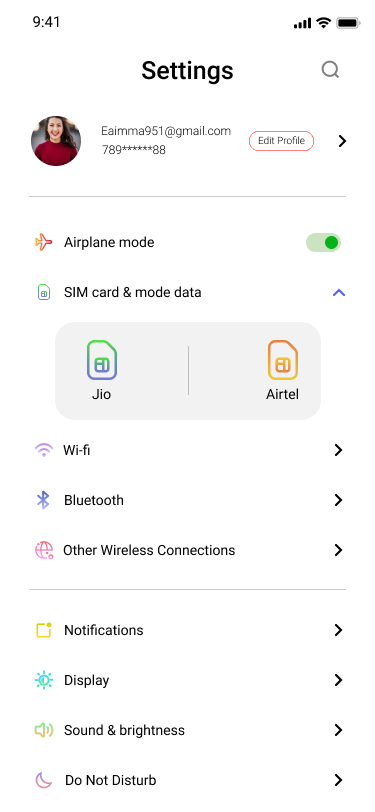 9:41
Settings
Eaimma951@gmail.com
789******88
Edit Profile
Airplane mode
SIM card & mode data
Jio
Airtel
Wi-fi
Bluetooth
Other Wireless Connections
Notifications
Display
Sound & brightness
Do Not Disturb